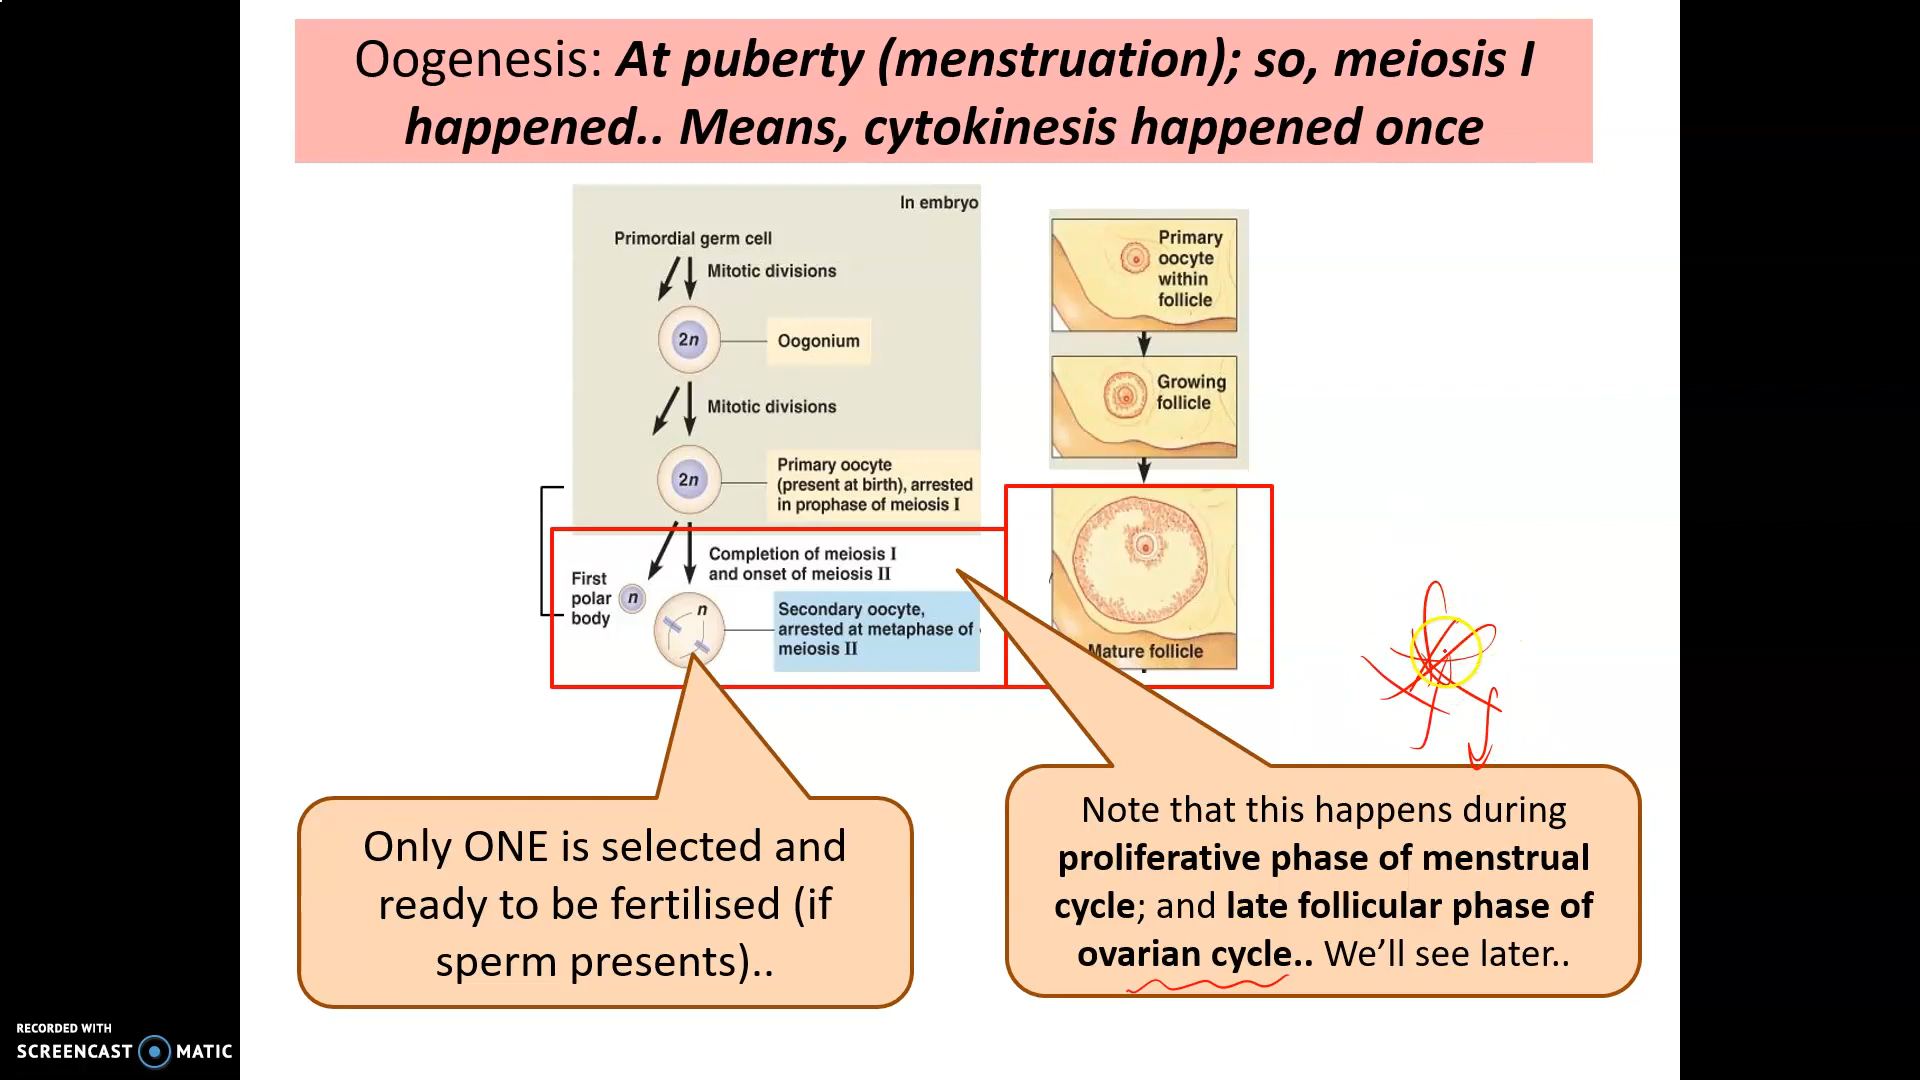 Oogenesis: At puberty (menstruation); so, meiosis I
happened.. Means, cytokinesis happened once
In embryo
Primordial germ cell
Mitotic divisions
2n
Oogonium
Mitotic divisions
2n
Primary oocyte
(present at birth), arrested
in prophase of meiosis I
Completion of meiosis I
and onset of meiosis II
First
polar
body
n
n
Secondary oocyte,
arrested at metaphase of
meiosis II
Primary
oocyte
within
follicle
Growing
follicle
Mature follicle
Only ONE is selected and
ready to be fertilised (if
sperm presents)..
Note that this happens during
proliferative phase of menstrual
cycle; and late follicular phase of
ovarian cycle.. We’ll see later..
RECORDED WITH
SCREENCAST MATIC